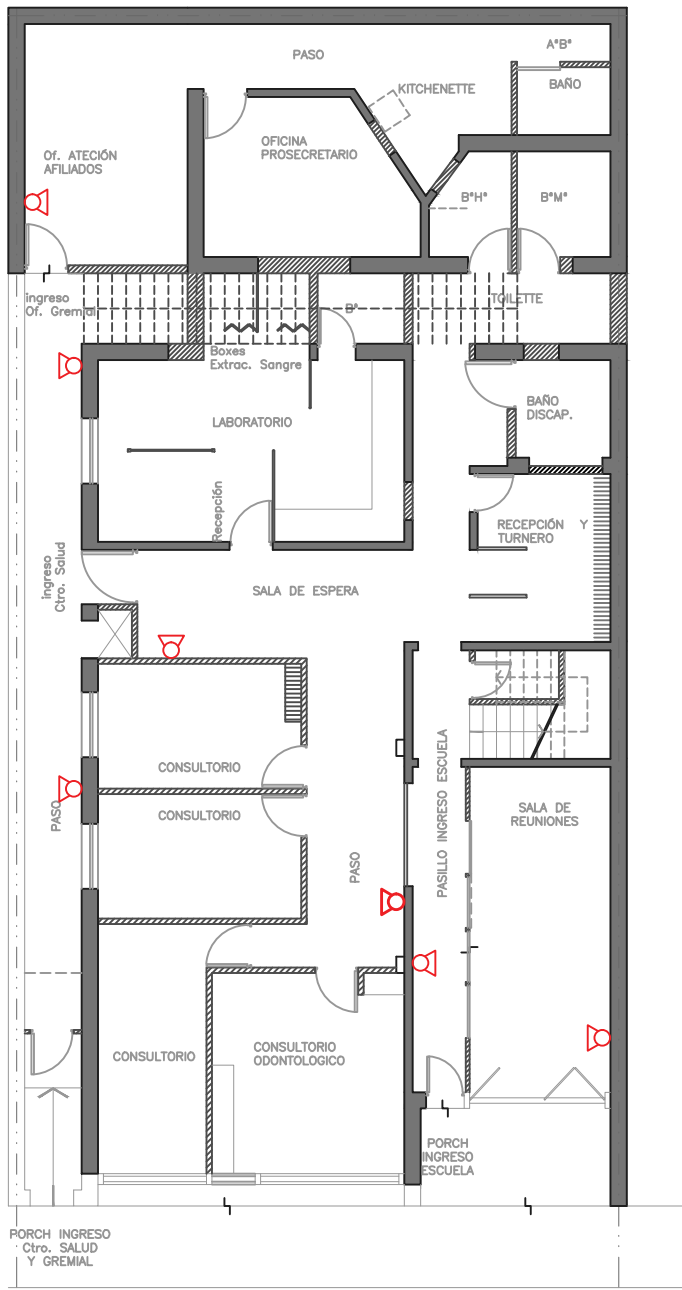 A°B°
PASO
BAÑO
KITCHENETTE
OFICINA
PROSECRETARIO
Of. ATECIÓN
AFILIADOS
B°H°
B°M°
ingreso
Of. Gremial
B°
TOILETTE
Boxes
Extrac. Sangre
LABORATORIO
BAÑO
DISCAP.
Recepción
RECEPCIÓN Y
TURNERO
ingreso
Ctro. Salud
SALA DE ESPERA
CONSULTORIO
CONSULTORIO
PASO
PASO
PASILLO INGRESO ESCUELA
SALA DE
REUNIONES
CONSULTORIO
CONSULTORIO
ODONTOLOGICO
PORCH
INGRESO
ESCUELA
PORCH INGRESO
Ctro. SALUD
Y GREMIAL